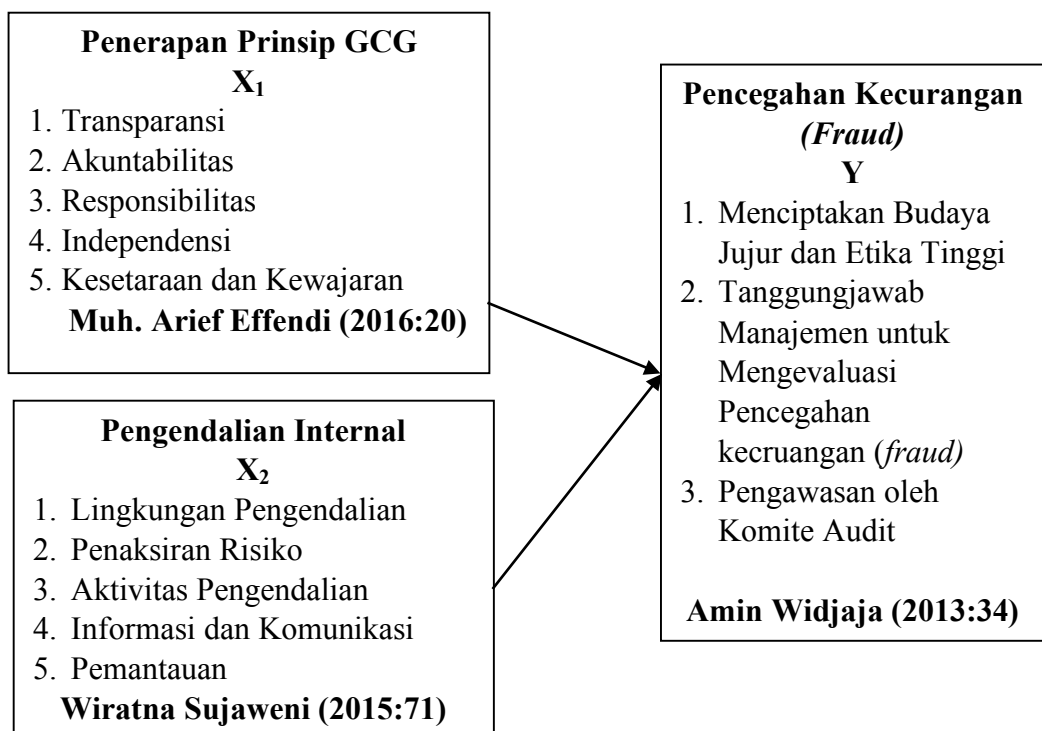 Penerapan Prinsip GCG
X1
1. Transparansi
2. Akuntabilitas
3. Responsibilitas
4. Independensi
5. Kesetaraan dan Kewajaran
Muh. Arief Effendi (2016:20)
Pengendalian Internal
X2
1. Lingkungan Pengendalian
2. Penaksiran Risiko
3. Aktivitas Pengendalian
4. Informasi dan Komunikasi
5. Pemantauan
Wiratna Sujaweni (2015:71)
Pencegahan Kecurangan
(Fraud)
Y
1. Menciptakan Budaya
Jujur dan Etika Tinggi
2. Tanggungjawab
Manajemen untuk
Mengevaluasi
Pencegahan
kecruangan (fraud)
3. Pengawasan oleh
Komite Audit
Amin Widjaja (2013:34)